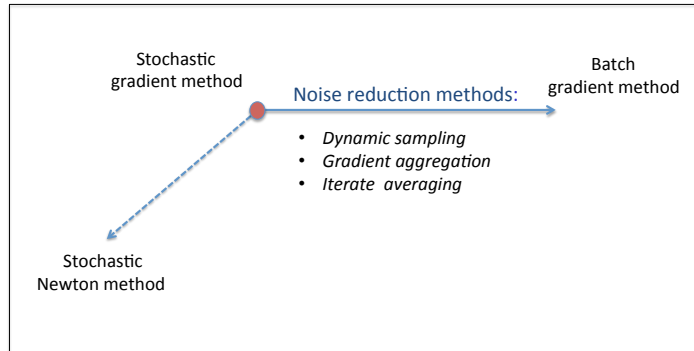 Stochastic
gradient method
Batch
gradient method
Noise reduction methods:
• Dynamic sampling
• Gradient aggregation
• Iterate averaging
Stochastic
Newton method